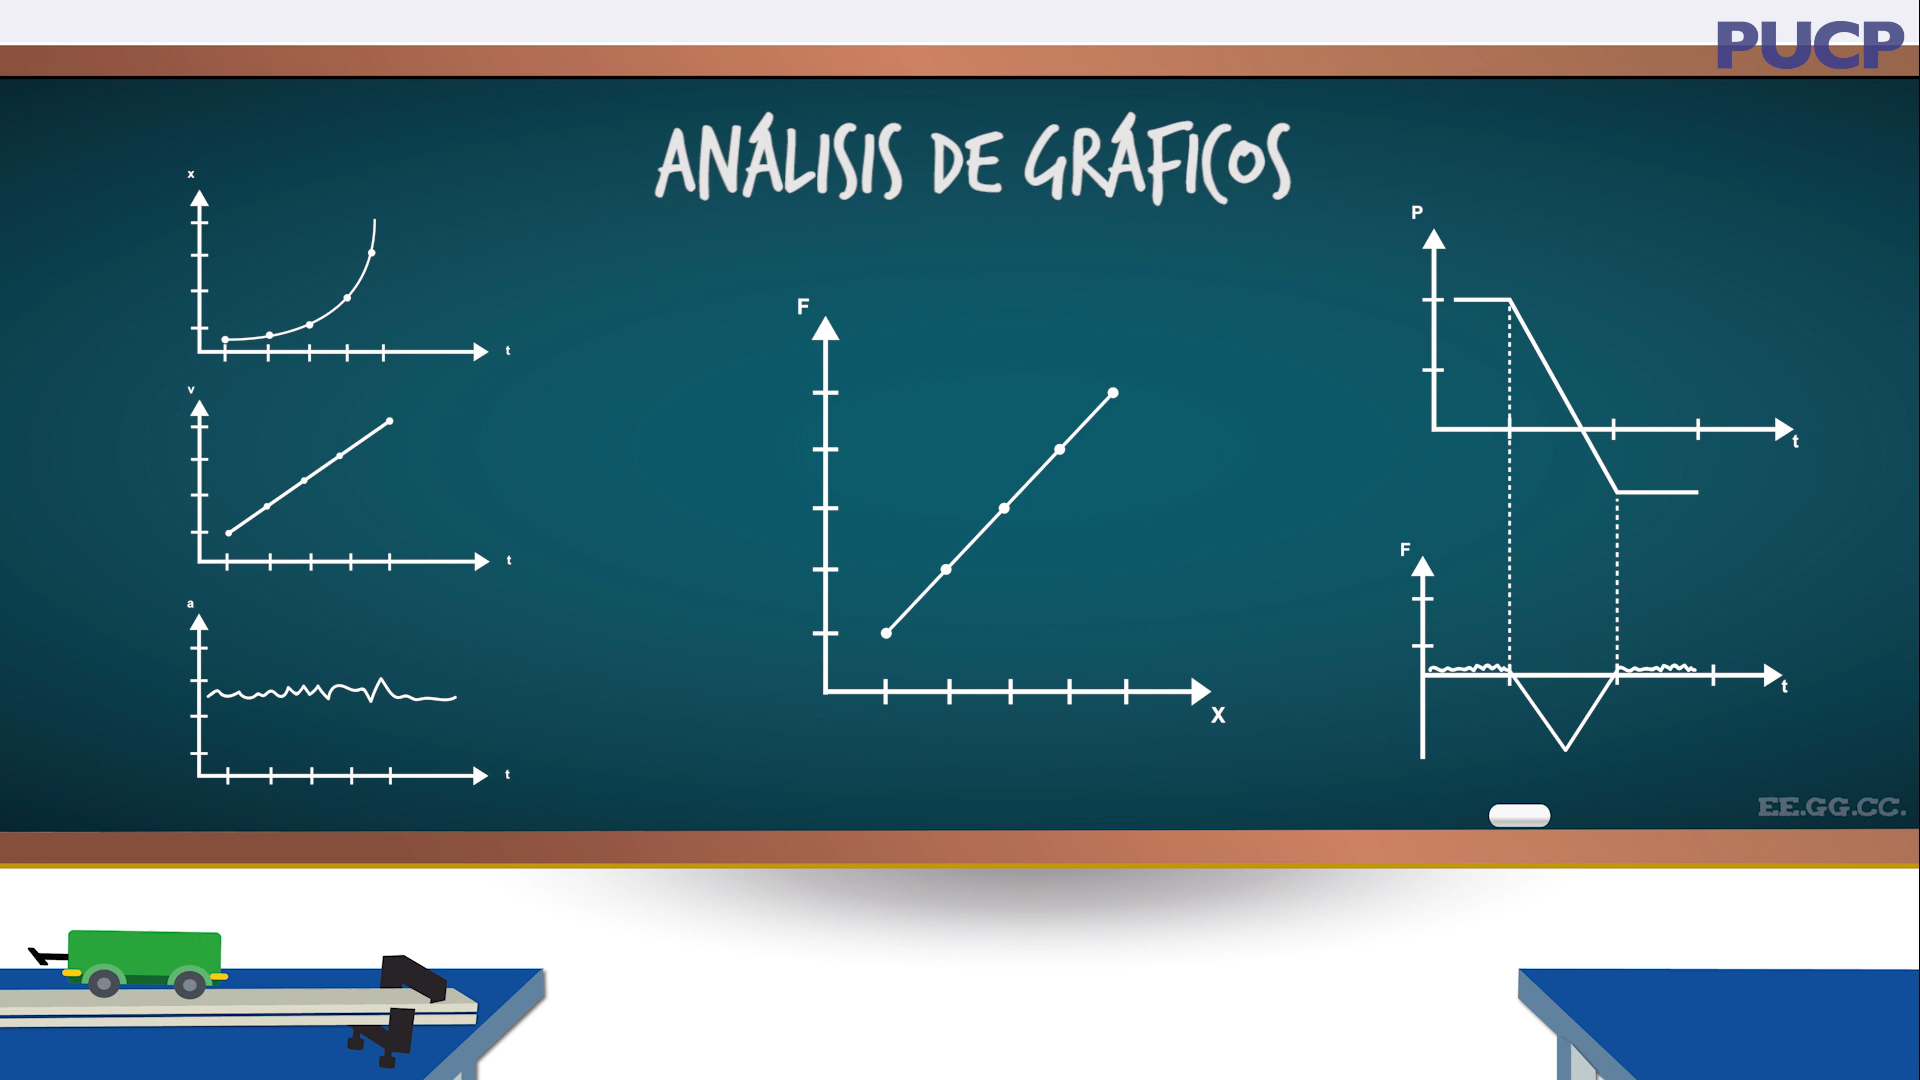 PUCP
ANÁLISIS DE GRÁFICOS
x
t
v
t
a
t
F
X
P
t
F
t
EE.GG.CC.